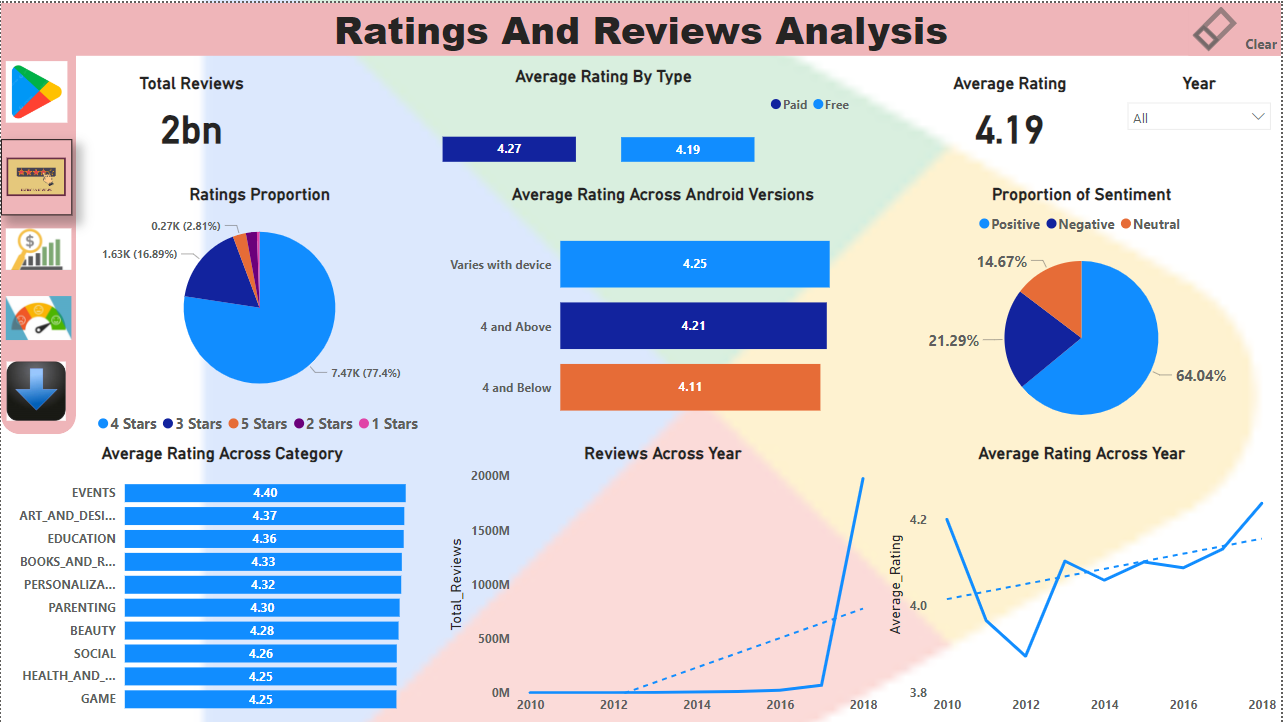 Ratings And Reviews Analysis
Clear
Total Reviews
2bn
Average Rating By Type
Paid Free
4.27
4.19
Average Rating
4.19
Year
All
Ratings Proportion
0.27K (2.81%)
1.63K (16.89%)
7.47K (77.4%)
4 Stars 3 Stars 5 Stars 2 Stars 1 Stars
Average Rating Across Android Versions
Varies with device 4.25
4 and Above 4.21
4 and Below 4.11
Proportion of Sentiment
Positive Negative Neutral
14.67%
21.29%
64.04%
Average Rating Across Category
EVENTS 4.40
ART_AND_DESI... 4.37
EDUCATION 4.36
BOOKS_AND_R... 4.33
PERSONALIZA... 4.32
PARENTING 4.30
BEAUTY 4.28
SOCIAL 4.26
HEALTH_AND_... 4.25
GAME 4.25
Reviews Across Year
Total_Reviews
2000M
1500M
1000M
500M
0M
2010 2012 2014 2016 2018
Average Rating Across Year
Average_Rating
4.2
4.0
3.8
2010 2012 2014 2016 2018